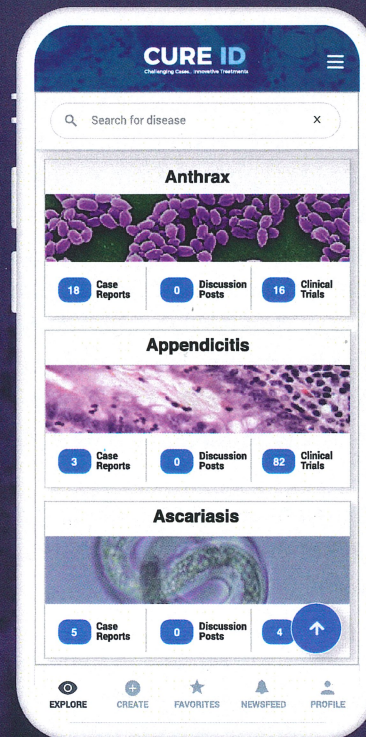 CURE ID
Challenging Cases... Innovative Treatments
Search for disease X
Anthrax
18 Case Reports 0 Discussion Posts 16 Clinical Trials
Appendicitis
3 Case Reports 0 Discussion Posts 82 Clinical Trials
Ascariasis
5 Case Reports 0 Discussion Posts 4
EXPLORE CREATE FAVORITES NEWSFEED PROFILE